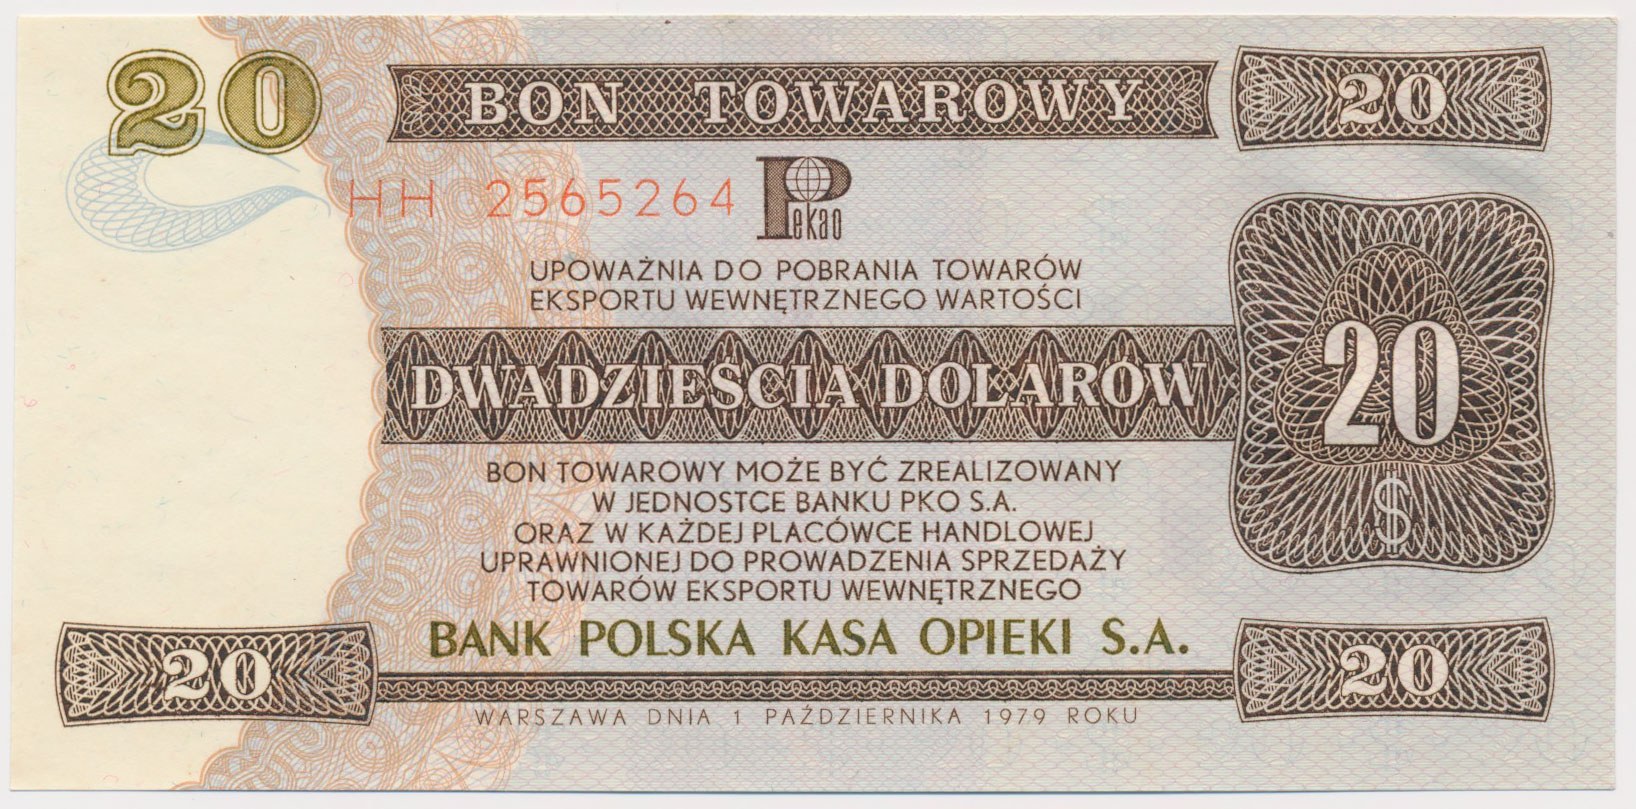 20
BON TOWAROWY
20
HH 2565264
Pekao
UPOWAŻNIA DO POBRANIA TOWARÓW
EKSPORTU WEWNĘTRZNEGO WARTOŚCI
DWADZIEŚCIA DOLARÓW
20
$
BON TOWAROWY MOŻE BYĆ ZREALIZOWANY
W JEDNOSTCE BANKU PKO S.A.
ORAZ W KAŻDEJ PLACÓWCE HANDLOWEJ
UPRAWNIONEJ DO PROWADZENIA SPRZEDAŻY
TOWARÓW EKSPORTU WEWNĘTRZNEGO
BANK POLSKA KASA OPIEKI S.A.
20
20
WARSZAWA DNIA 1 PAŹDZIERNIKA 1979 ROKU